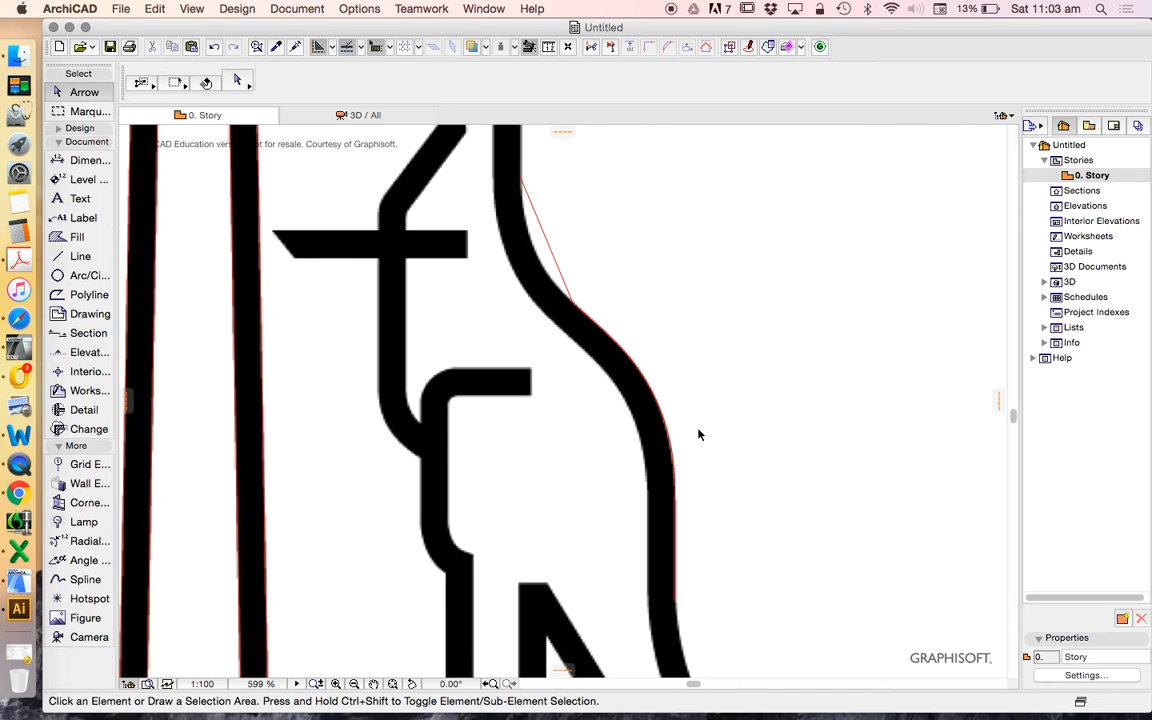 ArchiCAD File Edit View Design Document Options Teamwork Window Help
7
13%
Sat 11:03 am
Untitled
Select
Arrow
Marqu...
Design
Document
Dimen...
Level ...
Text
A1 Label
Fill
Line
Arc/Ci...
Polyline
Drawing
Section
Elevat...
Interio...
Works...
Detail
Change
More
Grid E...
Wall E...
Corne...
Lamp
Radial...
Angle ...
Spline
Hotspot
Figure
Camera
0. Story
3D / All
for resale. Courtesy of Graphisoft.
GRAPHISOFT.
1:100
599 %
0.00°
Untitled
Stories
0. Story
Sections
Elevations
Interior Elevations
Worksheets
Details
3D Documents
3D
Schedules
Project Indexes
Lists
Info
Help
Properties
0.
Story
Settings...
Click an Element or Draw a Selection Area. Press and Hold Ctrl+Shift to Toggle Element/Sub-Element Selection.